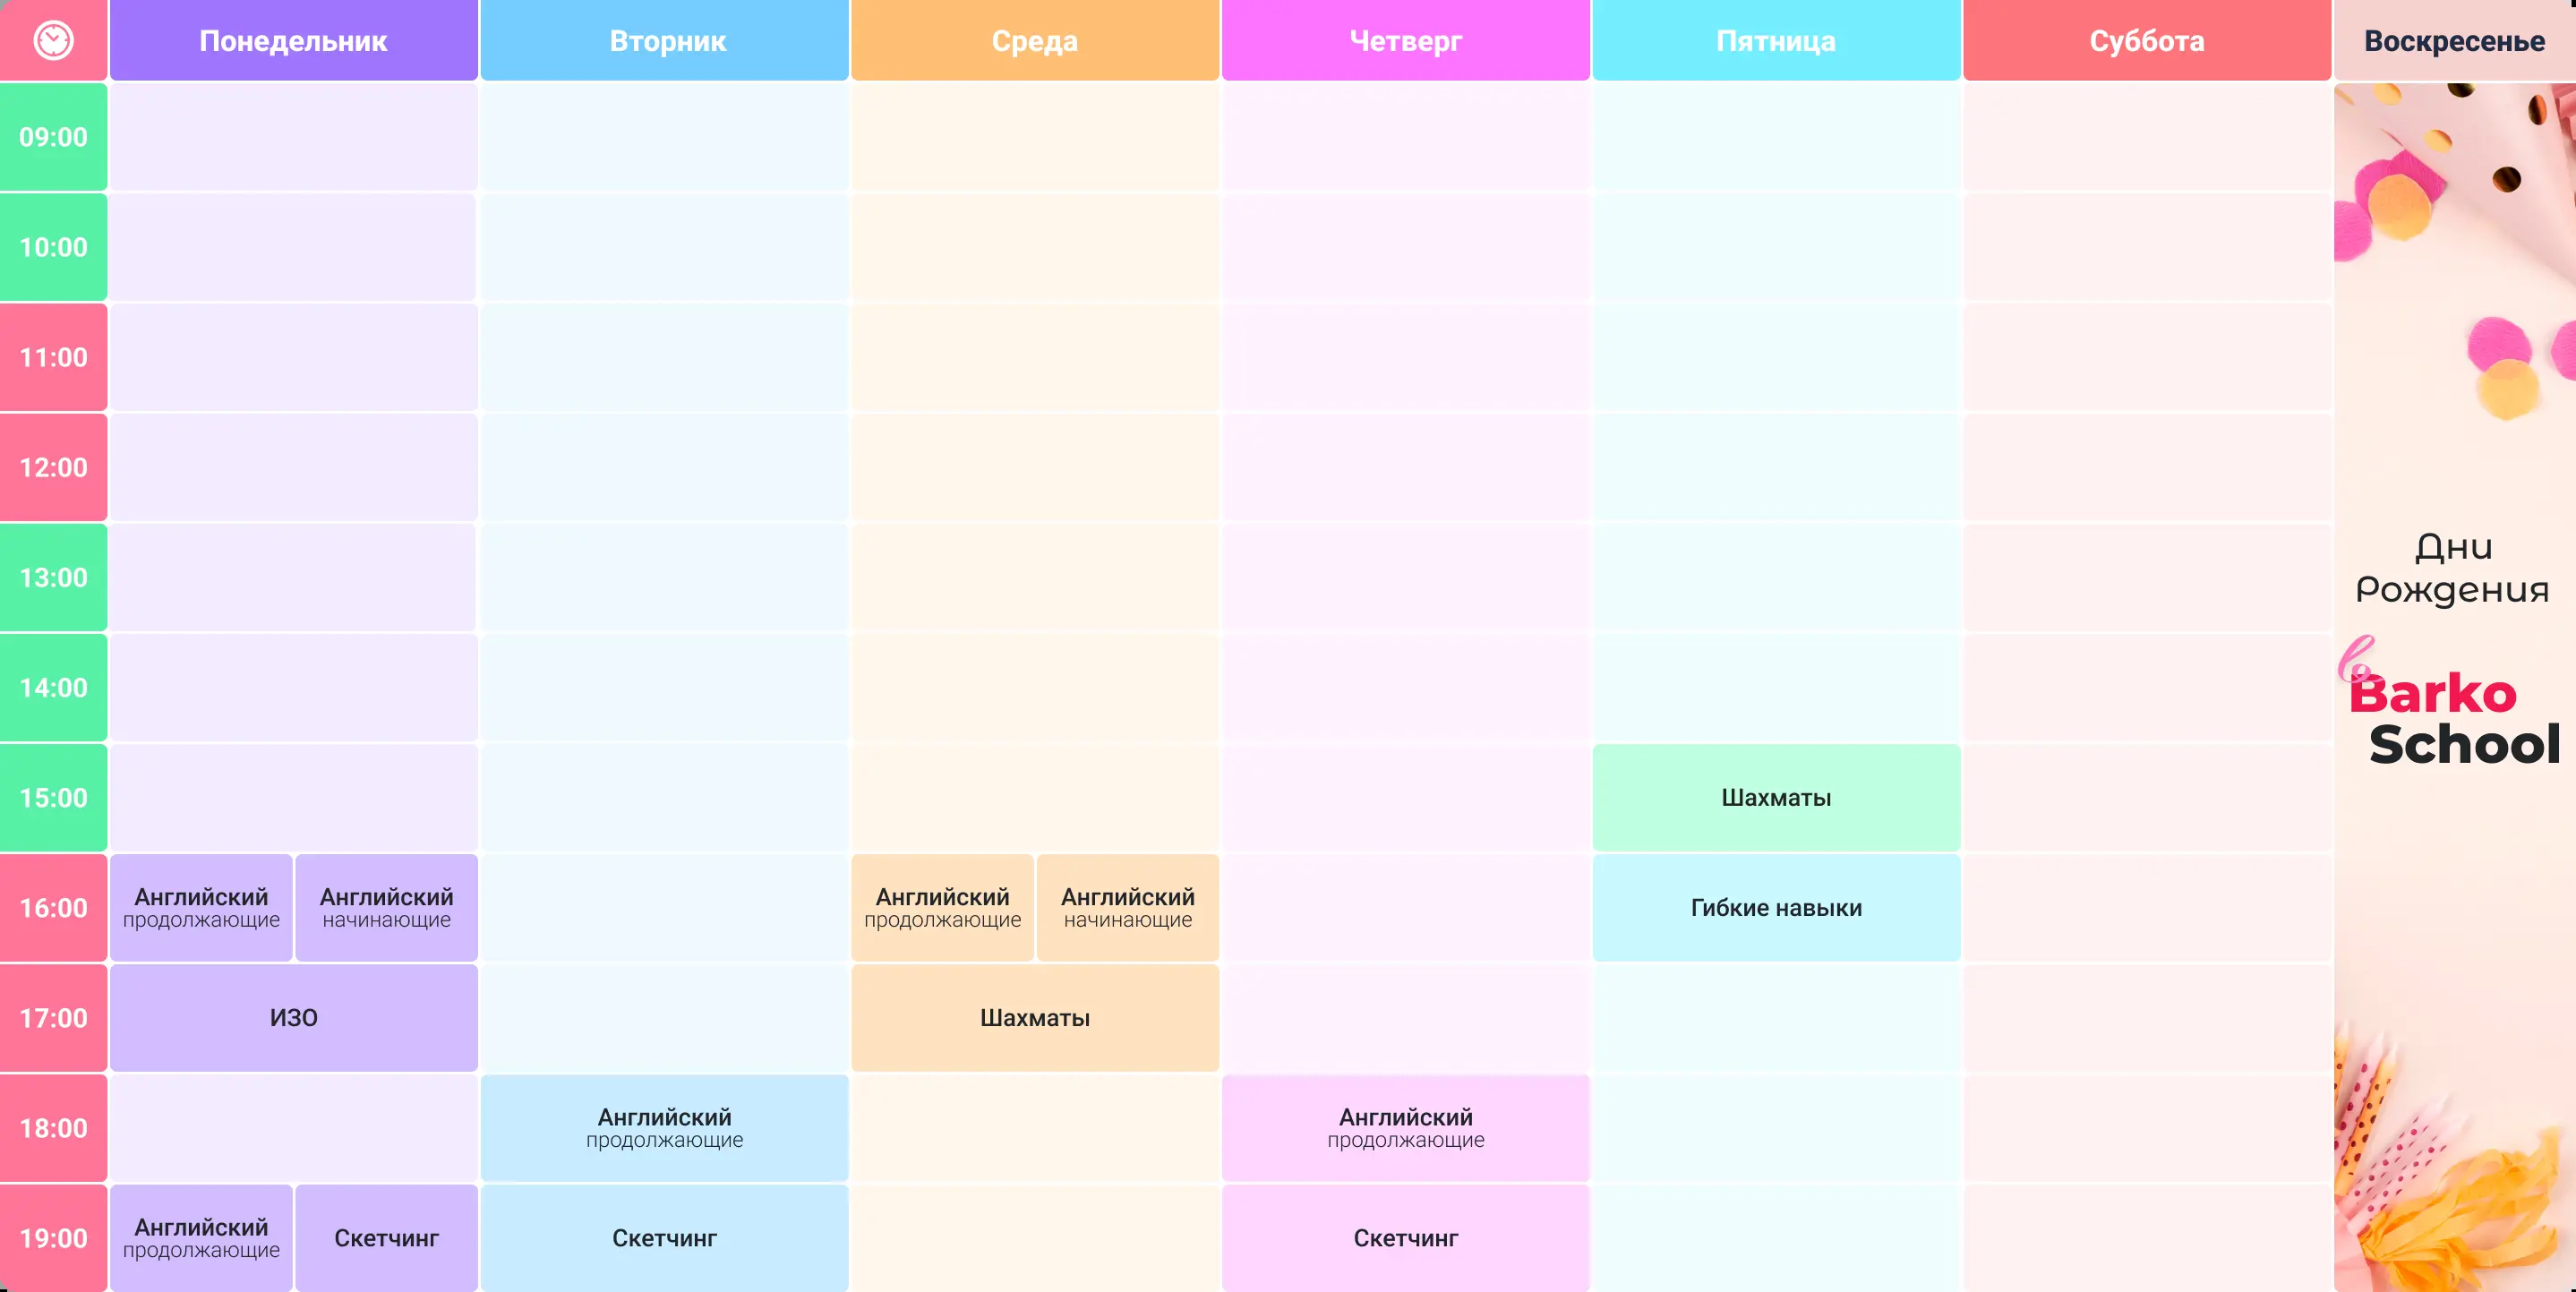 Понедельник Вторник Среда Четверг Пятница Суббота Воскресенье
09:00
10:00
11:00
12:00
13:00
14:00
15:00 Шахматы
16:00 Английский продолжающие Английский начинающие Английский продолжающие Английский начинающие Гибкие навыки
17:00 ИЗО Шахматы
18:00 Английский продолжающие Английский продолжающие
19:00 Английский продолжающие Скетчинг Скетчинг Скетчинг
Дни
Рождения
в
Barko
School